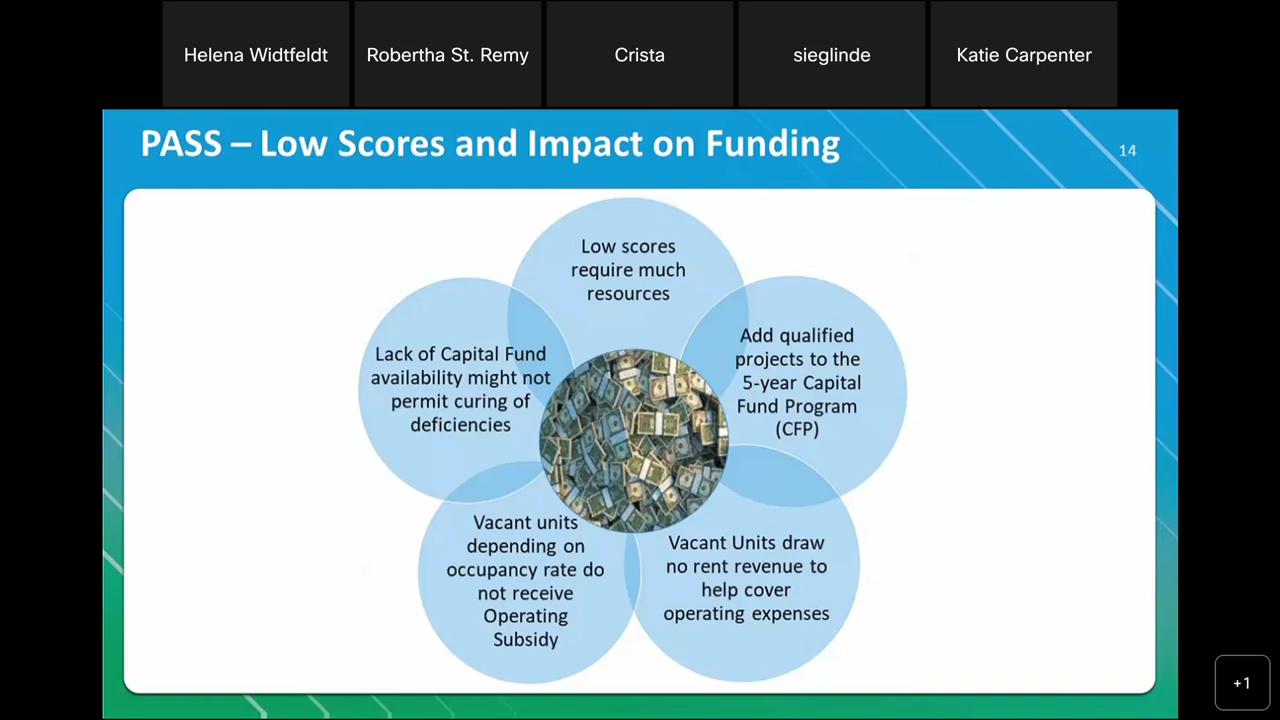 Helena Widtfeldt
Robertha St. Remy
Crista
sieglinde
Katie Carpenter
PASS – Low Scores and Impact on Funding
14
Low scores
require much
resources
Add qualified
projects to the
5-year Capital
Fund Program
(CFP)
Vacant Units draw
no rent revenue to
help cover
operating expenses
Vacant units
depending on
occupancy rate do
not receive
Operating
Subsidy
Lack of Capital Fund
availability might not
permit curing of
deficiencies
+1